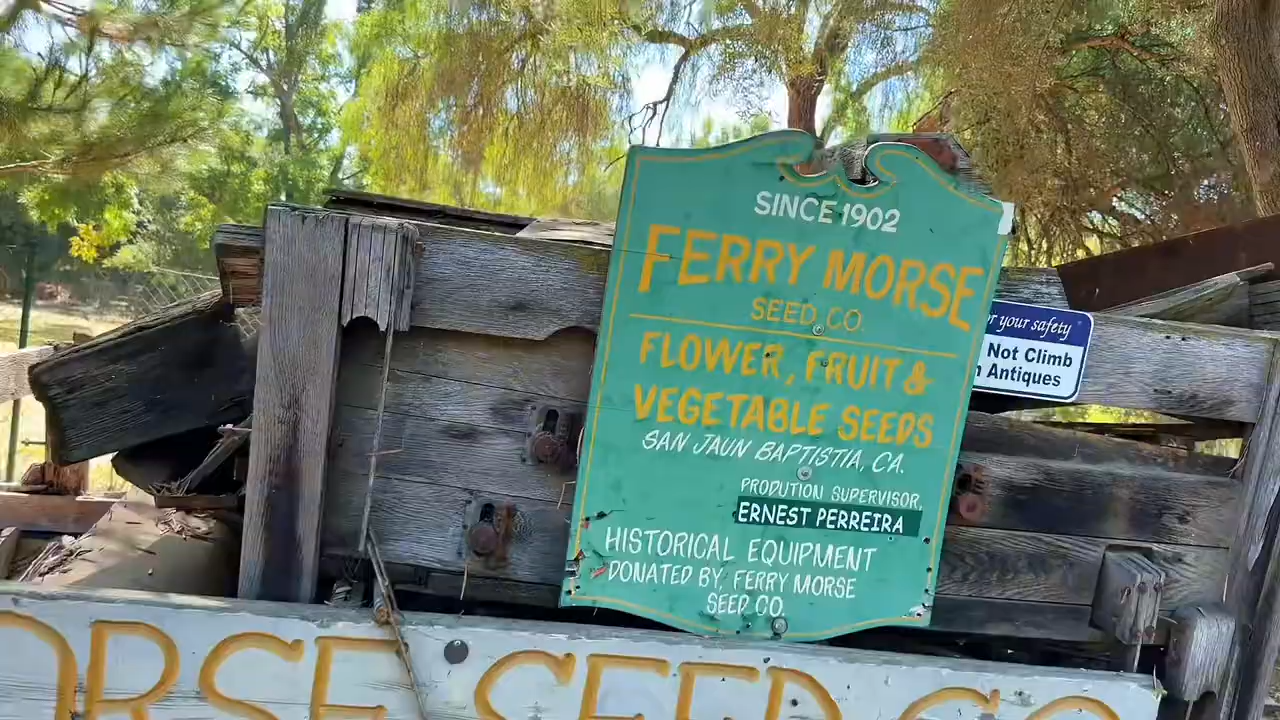 SINCE 1902
FERRY MORSE
SEED CO.
FLOWER, FRUIT &
VEGETABLE SEEDS
SAN JAUN BAPTISTIA, CA.
PRODUTION SUPERVISOR,
ERNEST PERREIRA
HISTORICAL EQUIPMENT
DONATED BY, FERRY MORSE
SEED CO.
your safety
Not Climb
Antiques
ORSE SEED CO